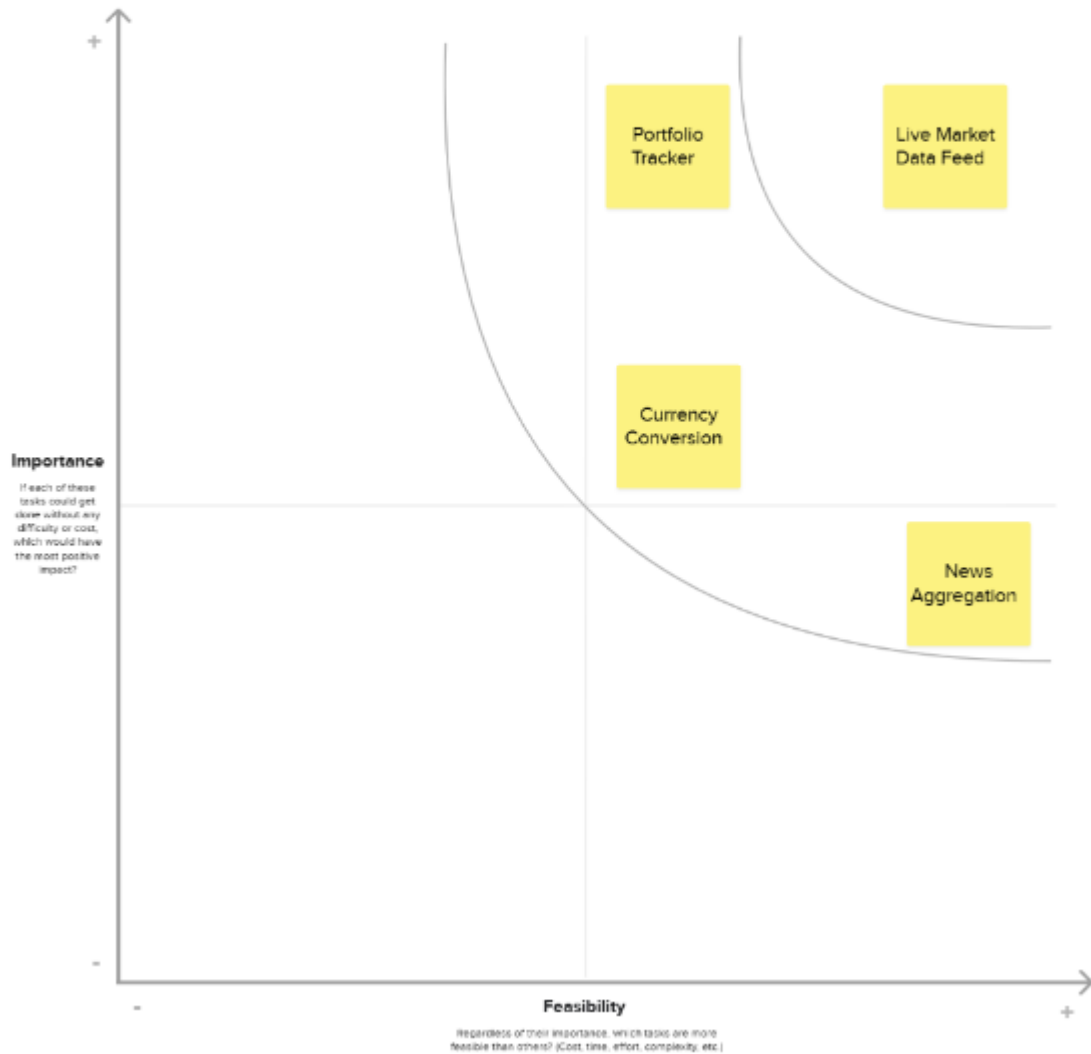 +
Portfolio
Tracker
Live Market
Data Feed
Currency
Conversion
Importance
If each of these
tasks could get
done without any
difficulty or cost,
which would have
the most positive
impact?
News
Aggregation
-
-
Feasibility
+
Regardless of their importance, which tasks are more
feasible than others? (Cost, time, effort, complexity, etc.)